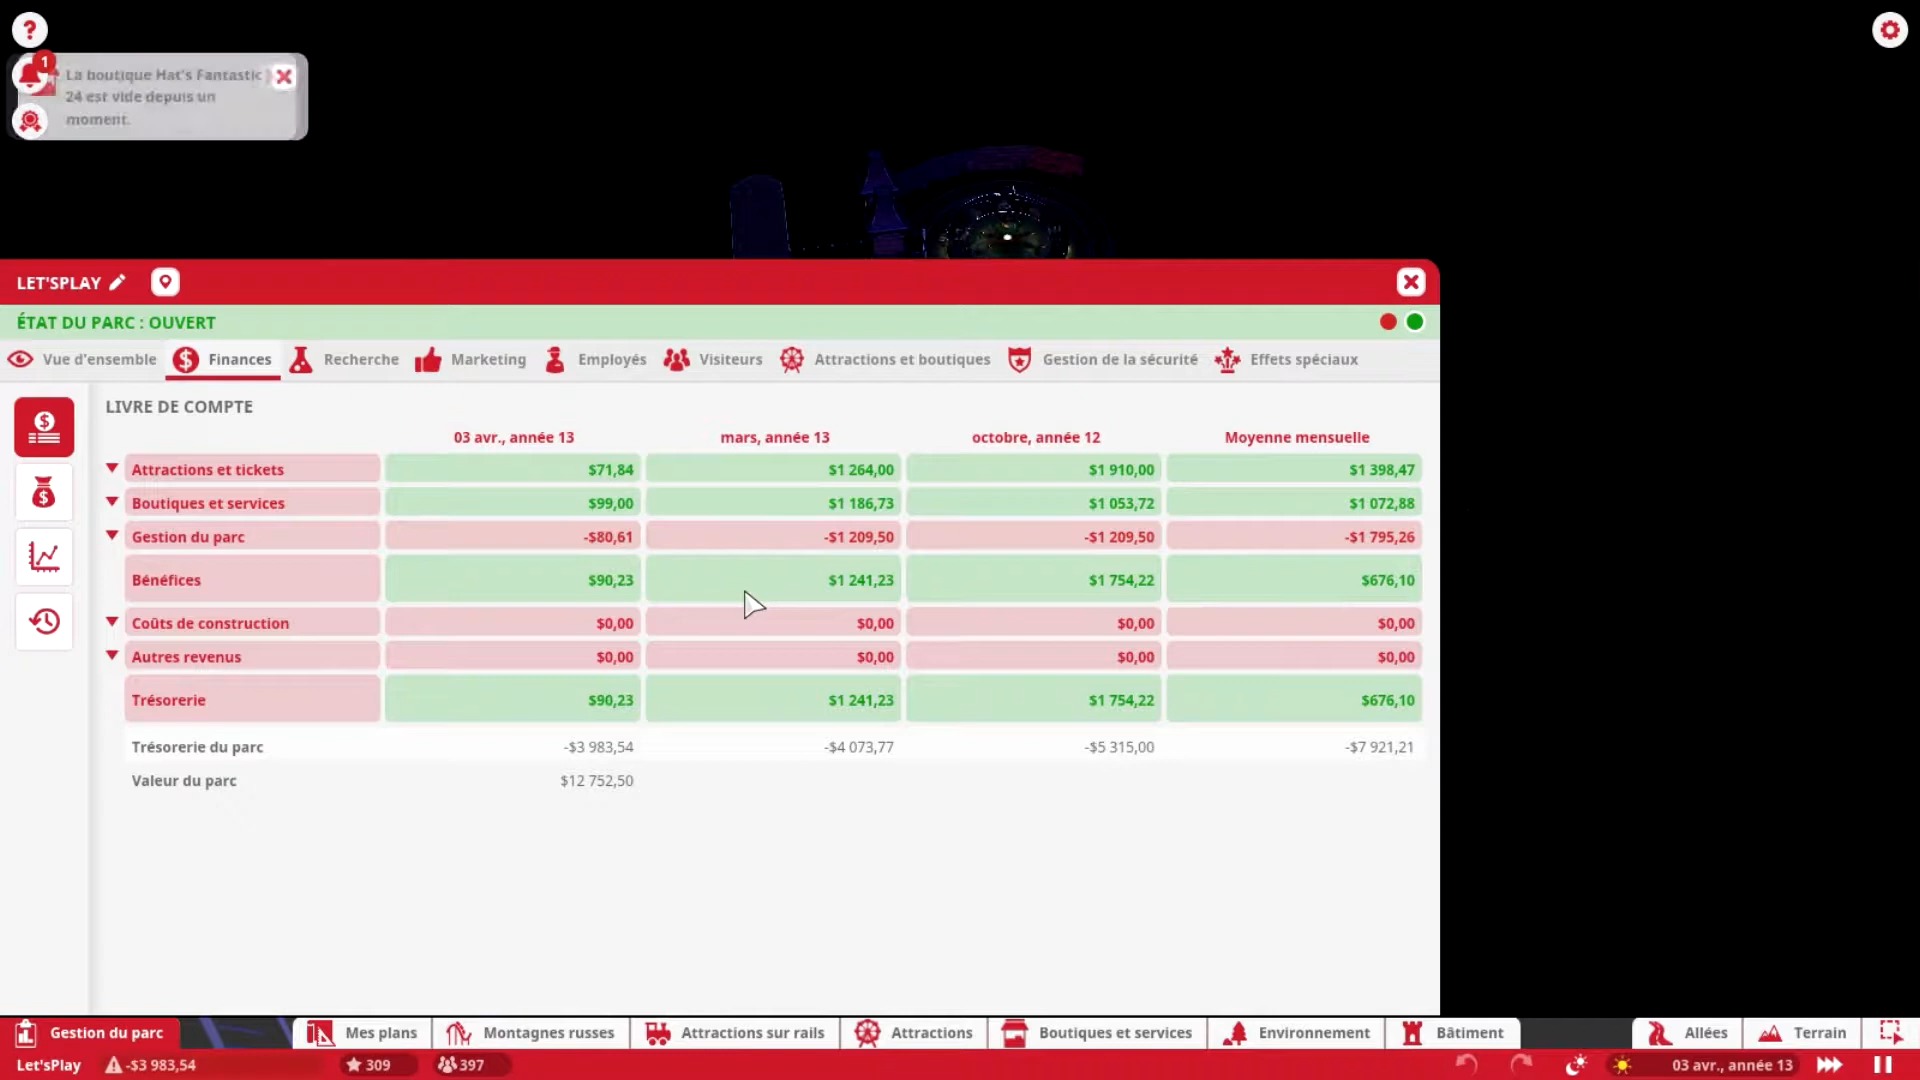 ?
1
La boutique Hat's Fantastic
24 est vide depuis un
moment.
LET'SPLAY
ÉTAT DU PARC : OUVERT
Vue d'ensemble Finances Recherche Marketing Employés Visiteurs Attractions et boutiques Gestion de la sécurité Effets spéciaux
LIVRE DE COMPTE
03 avr., année 13 mars, année 13 octobre, année 12 Moyenne mensuelle
Attractions et tickets $71,84 $1 264,00 $1 910,00 $1 398,47
Boutiques et services $99,00 $1 186,73 $1 053,72 $1 072,88
Gestion du parc -$80,61 -$1 209,50 -$1 209,50 -$1 795,26
Bénéfices $90,23 $1 241,23 $1 754,22 $676,10
Coûts de construction $0,00 $0,00 $0,00 $0,00
Autres revenus $0,00 $0,00 $0,00 $0,00
Trésorerie $90,23 $1 241,23 $1 754,22 $676,10
Trésorerie du parc -$3 983,54 -$4 073,77 -$5 315,00 -$7 921,21
Valeur du parc $12 752,50
Gestion du parc Mes plans Montagnes russes Attractions sur rails Attractions Boutiques et services Environnement Bâtiment Allées Terrain
Let'sPlay -$3 983,54 309 397 03 avr., année 13